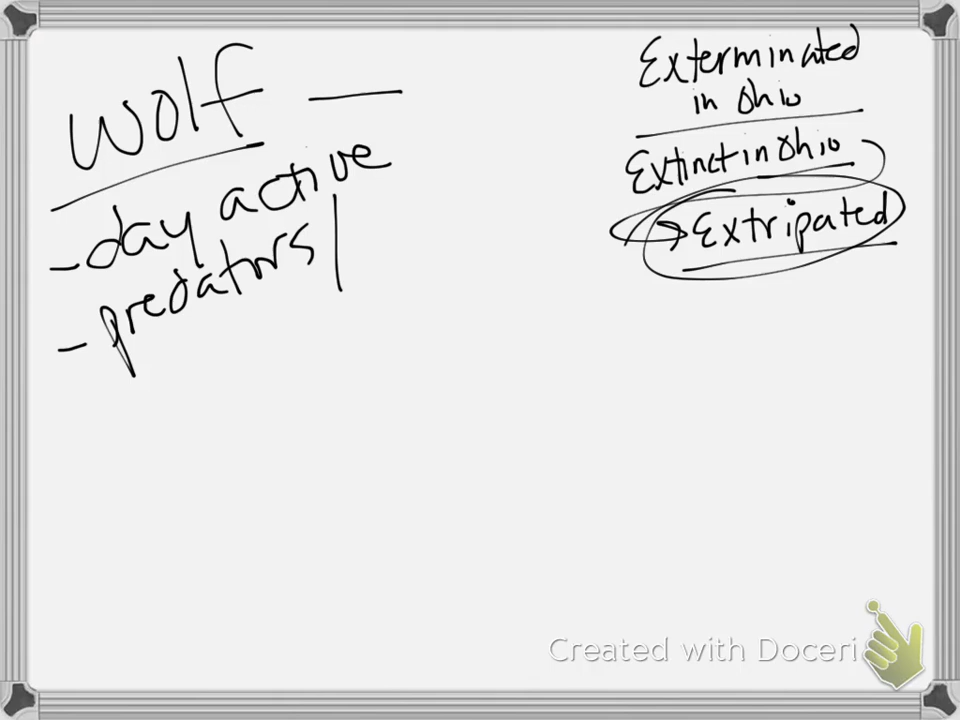 wolf —
- day active
- predators
Exterminated
in Ohio
Extinct in Ohio
→ Extripated
Created with Doceri